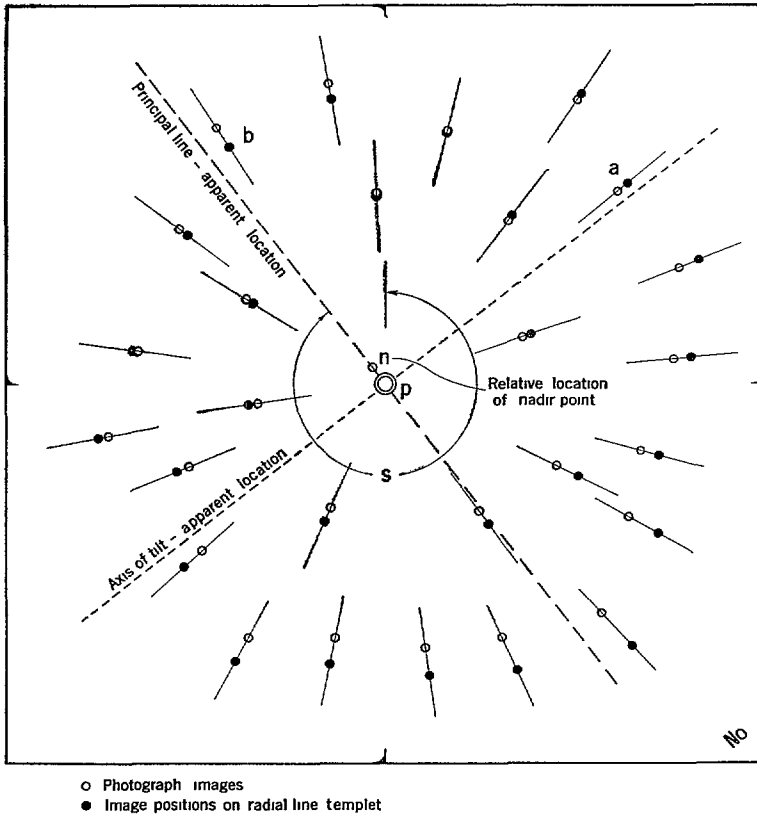 b
a
Principal line - apparent location
n
p
Relative location
of nadir point
s
Axis of tilt - apparent location
No
Photograph images
Image positions on radial line templet